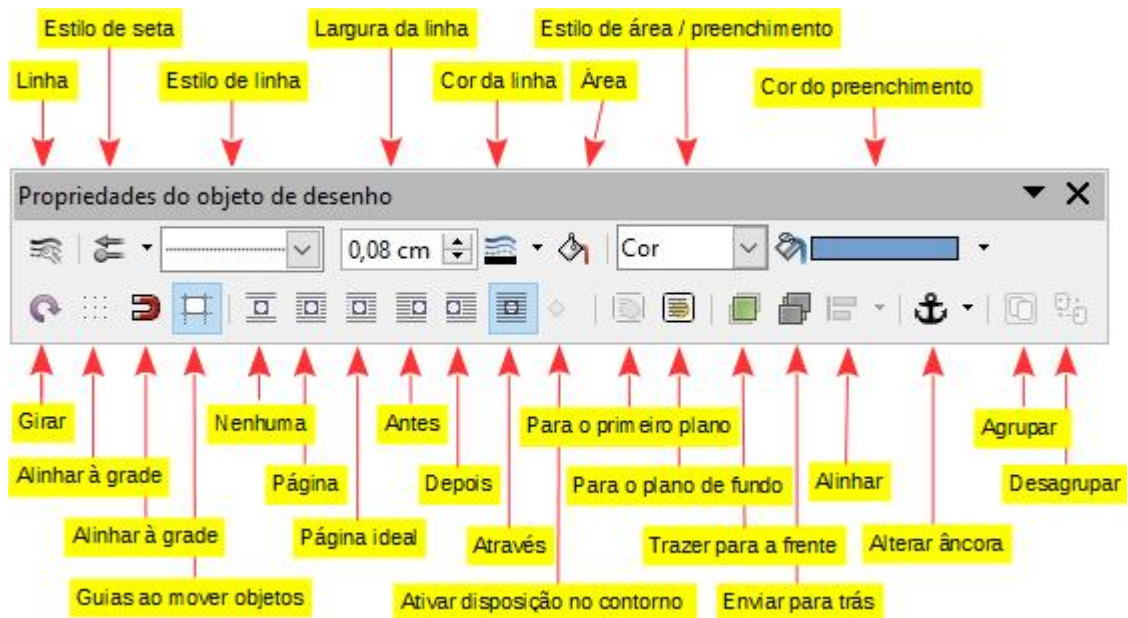 Estilo de seta
Largura da linha
Estilo de área / preenchimento
Linha
Estilo de linha
Cor da linha
Área
Cor do preenchimento
Propriedades do objeto de desenho
0,08 cm
Cor
Girar
Nenhuma
Antes
Para o primeiro plano
Agrupar
Alinhar à grade
Página
Depois
Para o plano de fundo
Alinhar
Desagrupar
Alinhar à grade
Página ideal
Através
Trazer para a frente
Alterar âncora
Guias ao mover objetos
Ativar disposição no contorno
Enviar para trás